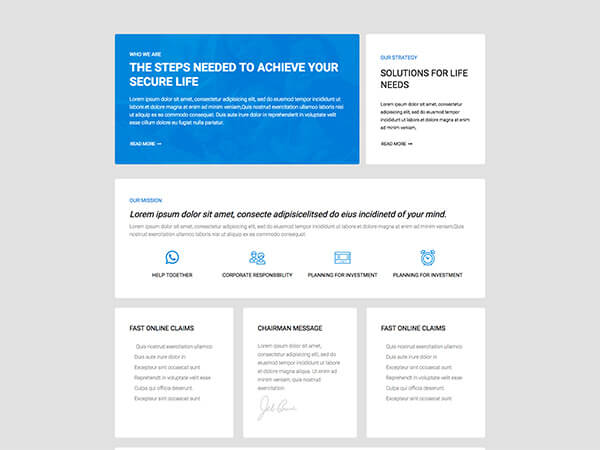 WHO WE ARE
THE STEPS NEEDED TO ACHIEVE YOUR
SECURE LIFE
Lorem ipsum dolor sit amet, consectetur adipisicing elit, sed do eiusmod tempor incididunt ut
labore et dolore magna aliqua. Ut enim ad minim veniam,Quis nostrud exercitation ullamco laboris
nisi ut aliquip ex ea commodo consequat. Duis aute irure dolor in reprehenderit in voluptate velit
esse cillum dolore eu fugiat nulla pariatur.
READ MORE
OUR STRATEGY
SOLUTIONS FOR LIFE
NEEDS
Lorem ipsum dolor sit amet,
consectetur adipisicing elit, sed do
eiusmod tempor incididunt ut
labore et dolore magna aliqua. Ut
enim ad minim veniam,
READ MORE
OUR MISSION
Lorem ipsum dolor sit amet, consecte adipisicelitsed do eius incidinetd of your mind.
Lorem ipsum dolor sit amet, consectetur adipisicing elit, sed do eiusmod tempor incididunt ut labore et dolore magna aliqua. Ut enim ad minim veniam,Quis
nostrud exercitation ullamco laboris nisi ut aliquip ex ea commodo consequat.
HELP TOGETHER
CORPORATE RESPONSIBILITY
PLANNING FOR INVESTMENT
PLANNING FOR INVESTMENT
FAST ONLINE CLAIMS
Quis nostrud exercitation ullamco
Duis aute irure dolor in
Excepteur sint occaecat sunt
Reprehendrt in voluptate velit esse
Culpa qui officia deserunt.
Excepteur sint occaecat sunt
CHAIRMAN MESSAGE
Lorem ipsum dolor sit amet,
consectetur adipisicing elit, sed
do eiusmod tempor incididunt ut
labore et dolore magna aliqua. Ut
enim ad minim veniam, quis nostrud
exercitation
FAST ONLINE CLAIMS
Quis nostrud exercitation ullamco
Duis aute irure dolor in
Excepteur sint occaecat sunt
Reprehendrt in voluptate velit esse
Culpa qui officia deserunt.
Excepteur sint occaecat sunt